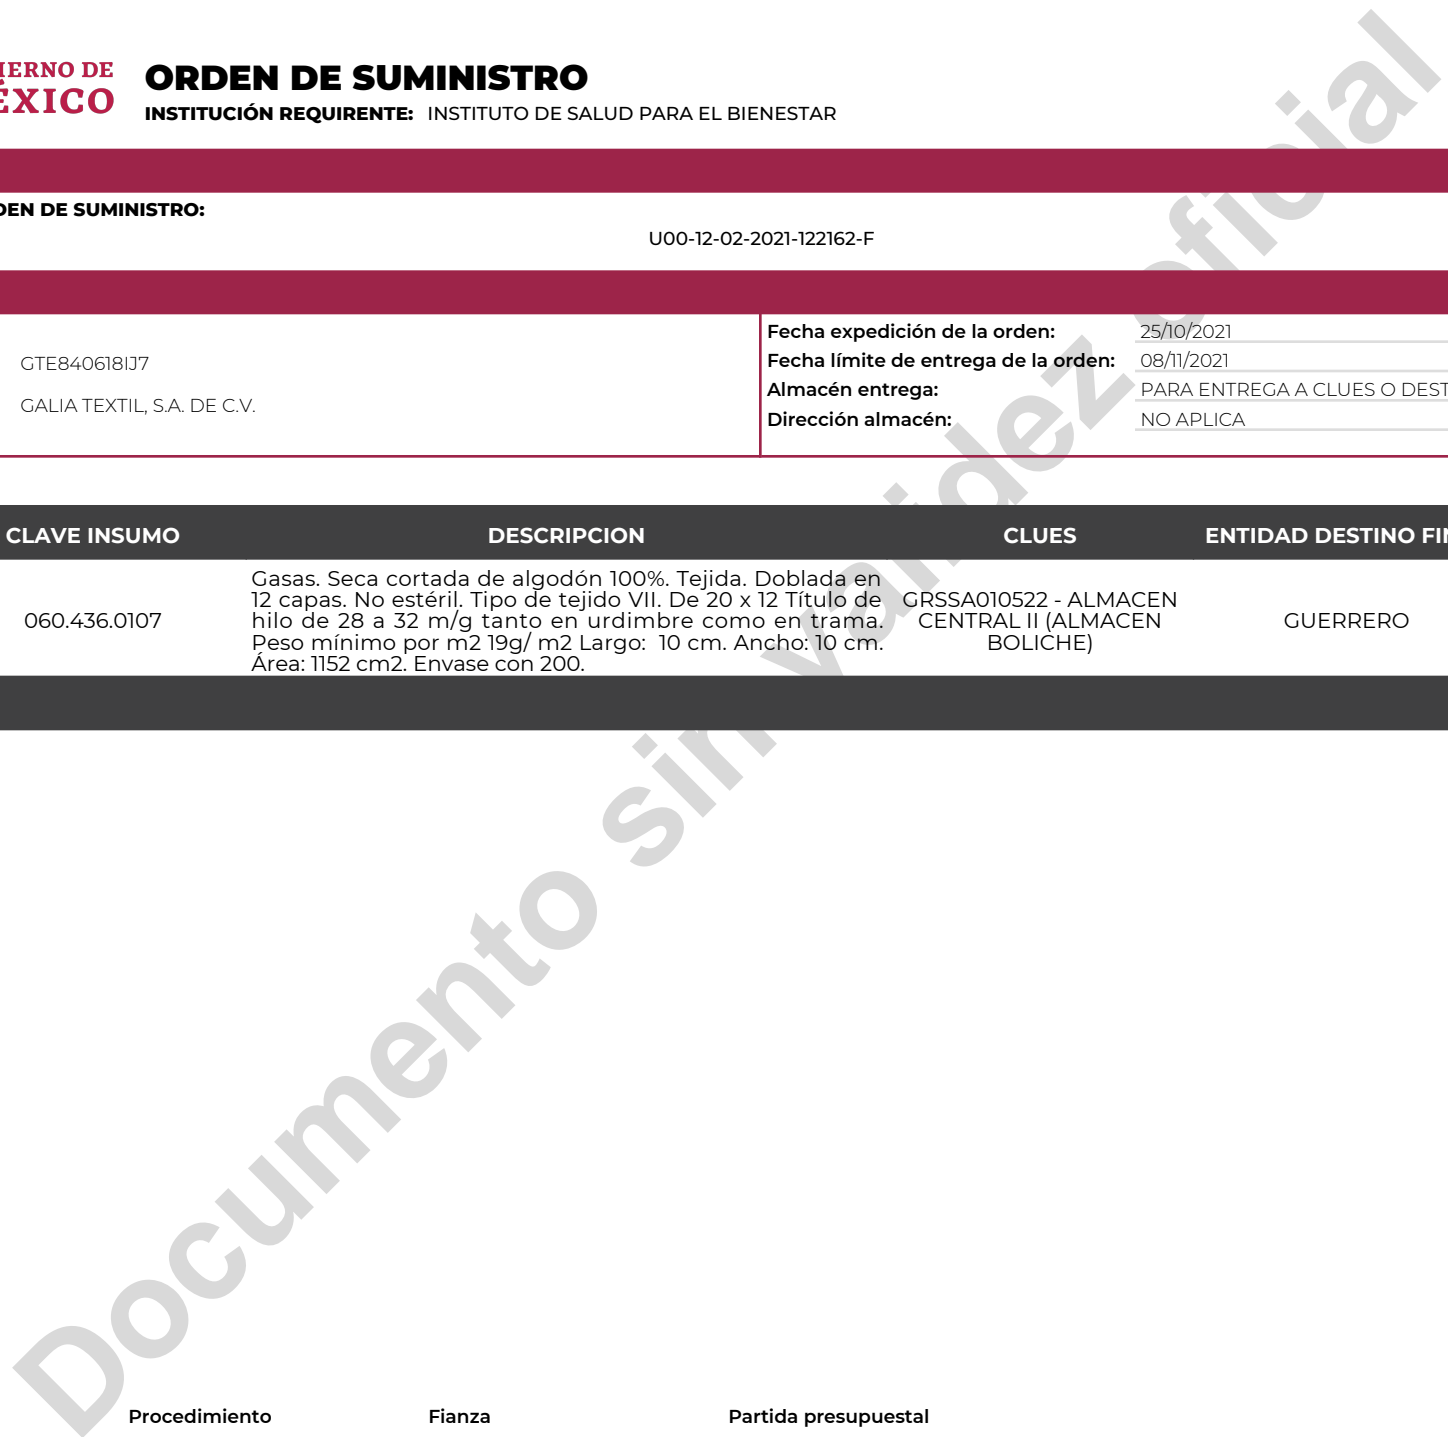 IERNO DE
ÉXICO
ORDEN DE SUMINISTRO
INSTITUCIÓN REQUIRENTE: INSTITUTO DE SALUD PARA EL BIENESTAR
DEN DE SUMINISTRO:
U00-12-02-2021-122162-F
GTE840618IJ7
GALIA TEXTIL, S.A. DE C.V.
Fecha expedición de la orden: 25/10/2021
Fecha límite de entrega de la orden: 08/11/2021
Almacén entrega: PARA ENTREGA A CLUES O DEST
Dirección almacén: NO APLICA
CLAVE INSUMO DESCRIPCION CLUES ENTIDAD DESTINO FIN
060.436.0107
Gasas. Seca cortada de algodón 100%. Tejida. Doblada en
12 capas. No estéril. Tipo de tejido VII. De 20 x 12 Título de
hilo de 28 a 32 m/g tanto en urdimbre como en trama.
Peso mínimo por m2 19g/ m2 Largo: 10 cm. Ancho: 10 cm.
Área: 1152 cm2. Envase con 200.
GRSSA010522 - ALMACEN
CENTRAL II (ALMACEN
BOLICHE)
GUERRERO
Documento sin validez oficial
Procedimiento Fianza Partida presupuestal